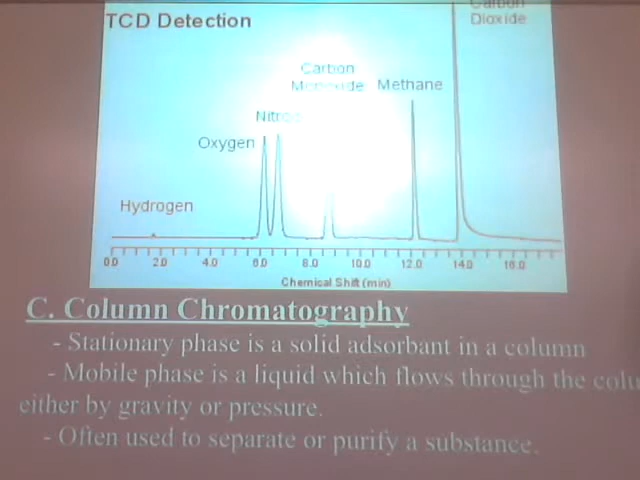 TCD Detection
Carbon
Dioxide
Carbon
Methane
Oxygen
Hydrogen
0.0 2.0 4.0 6.0 8.0 10.0 12.0 14.0 16.0
Chemical Shift (min)
C. Column Chromatography
- Stationary phase is a solid adsorbant in a column
- Mobile phase is a liquid which flows through the colu
either by gravity or pressure.
- Often used to separate or purify a substance.